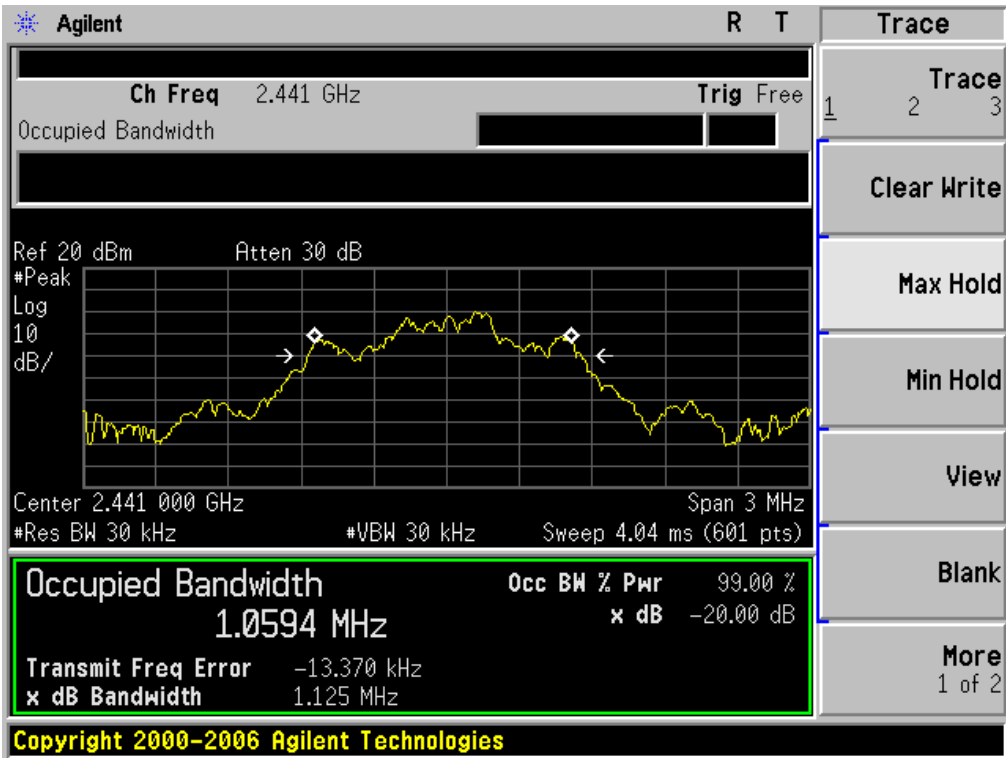 Agilent
R T
Trace
Ch Freq 2.441 GHz
Trig Free
Occupied Bandwidth
Trace
1 2 3
Clear Write
Max Hold
Min Hold
View
Blank
More
1 of 2
Ref 20 dBm
Atten 30 dB
#Peak
Log
10
dB/
Center 2.441 000 GHz
Span 3 MHz
#Res BW 30 kHz
#VBW 30 kHz
Sweep 4.04 ms (601 pts)
Occupied Bandwidth
1.0594 MHz
Occ BW % Pwr 99.00 %
x dB -20.00 dB
Transmit Freq Error -13.370 kHz
x dB Bandwidth 1.125 MHz
Copyright 2000-2006 Agilent Technologies